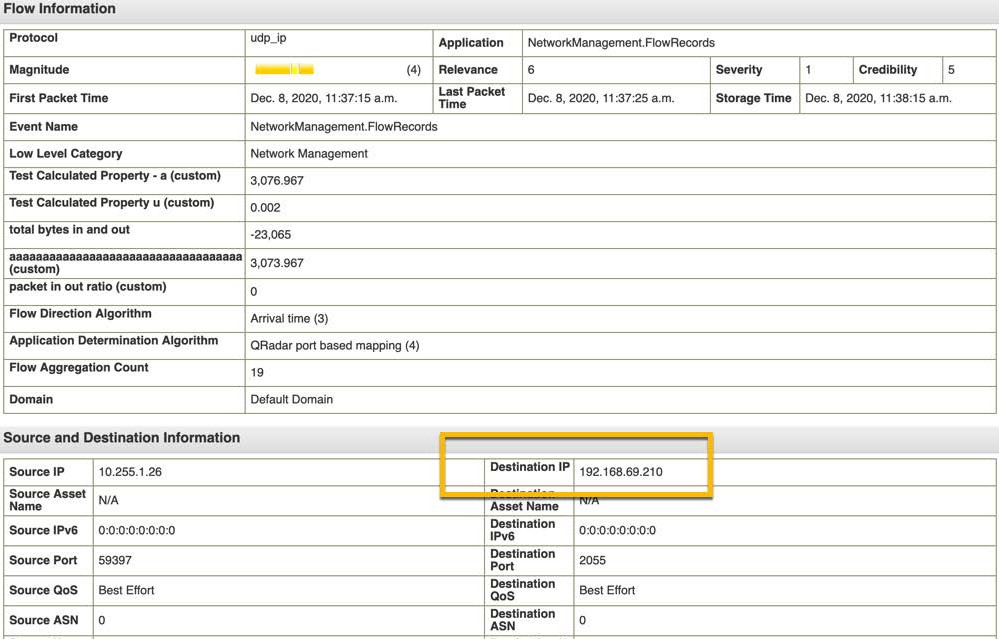 Flow Information
Protocol udp_ip Application NetworkManagement.FlowRecords
Magnitude (4) Relevance 6 Severity 1 Credibility 5
First Packet Time Dec. 8, 2020, 11:37:15 a.m. Last Packet Time Dec. 8, 2020, 11:37:25 a.m. Storage Time Dec. 8, 2020, 11:38:15 a.m.
Event Name NetworkManagement.FlowRecords
Low Level Category Network Management
Test Calculated Property - a (custom) 3,076.967
Test Calculated Property u (custom) 0.002
total bytes in and out -23,065
aaaaaaaaaaaaaaaaaaaaaaaaaaaaaaaaaaa (custom) 3,073.967
packet in out ratio (custom) 0
Flow Direction Algorithm Arrival time (3)
Application Determination Algorithm QRadar port based mapping (4)
Flow Aggregation Count 19
Domain Default Domain
Source and Destination Information
Source IP 10.255.1.26 Destination IP 192.168.69.210
Source Asset Name N/A Destination Asset Name N/A
Source IPv6 0:0:0:0:0:0:0:0 Destination IPv6 0:0:0:0:0:0:0:0
Source Port 59397 Destination Port 2055
Source QoS Best Effort Destination QoS Best Effort
Source ASN 0 Destination ASN 0